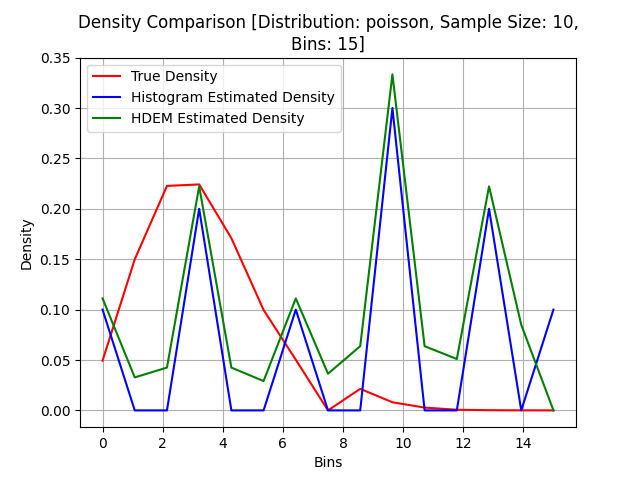 Density Comparison [Distribution: poisson, Sample Size: 10,
Bins: 15]
True Density
Histogram Estimated Density
HDEM Estimated Density
Density
0.35
0.30
0.25
0.20
0.15
0.10
0.05
0.00
0 2 4 6 8 10 12 14
Bins